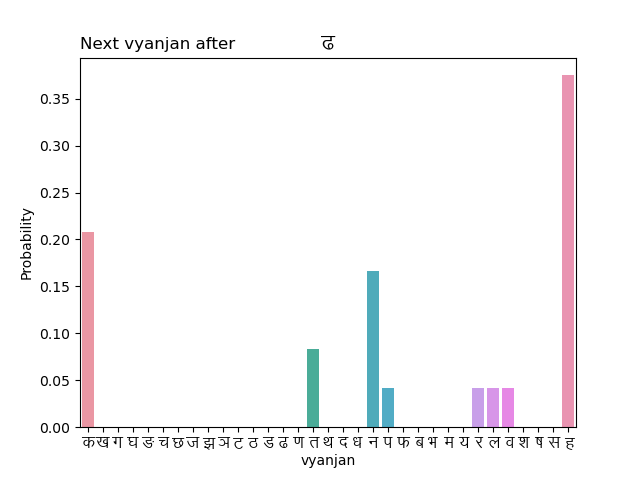 Next vyanjan after ढ
0.35
0.30
0.25
0.20
0.15
0.10
0.05
0.00
Probability
क ख ग घ ङ च छ ज झ ञ ट ठ ड ढ ण त थ द ध न प फ ब भ म य र ल व श ष स ह
vyanjan